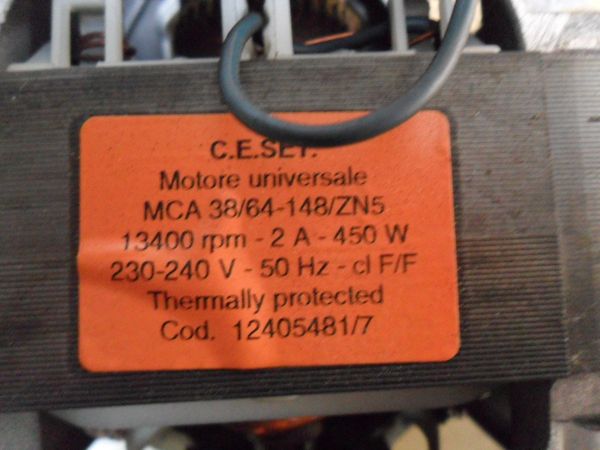 C.E.SET.
Motore universale
MCA 38/64-148/ZN5
13400 rpm - 2 A - 450 W
230-240 V - 50 Hz - cl F/F
Thermally protected
Cod. 12405481/7